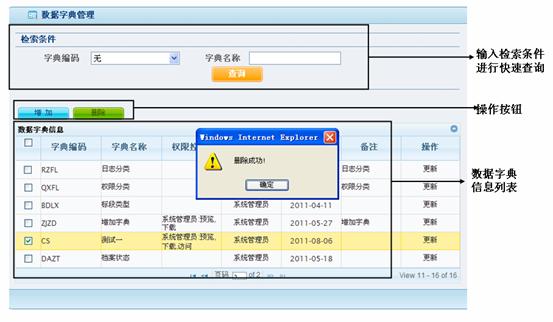 数据字典管理
检索条件
字典编码 无 字典名称
查询
输入检索条件
进行快速查询
增加 删除
操作按钮
数据字典信息
字典编码 字典名称 权限控 备注 操作
Windows Internet Explorer
删除成功!
确定
RZFL 日志分类 日志分类 更新
QXFL 权限分类 权限分类 更新
BDLX 标段类型 系统管理员 2011-04-11 更新
ZJZD 增加字典 系统管理员:预览,下载 系统管理员 2011-05-27 增加字典 更新
CS 测试一 系统管理员:预览,下载,访问 系统管理员 2011-08-06 更新
DAZT 档案状态 系统管理员 2011-05-18 更新
数据字典
信息列表
页码 of 2
View 11 - 16 of 16